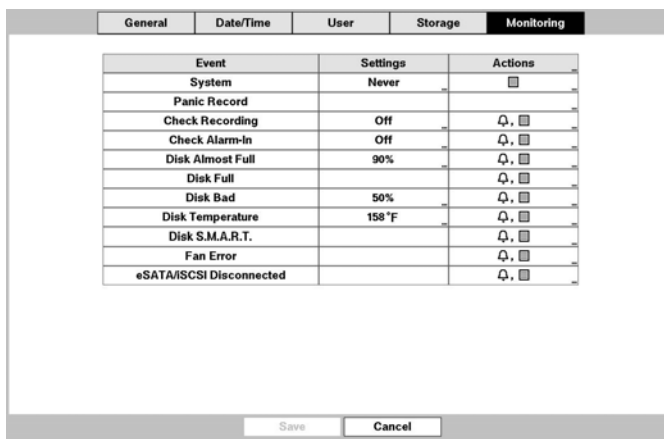 General Date/Time User Storage Monitoring
Event Settings Actions
System Never
Panic Record
Check Recording Off
Check Alarm-In Off
Disk Almost Full 90%
Disk Full
Disk Bad 50%
Disk Temperature 158°F
Disk S.M.A.R.T.
Fan Error
eSATA/iSCSI Disconnected
Save Cancel